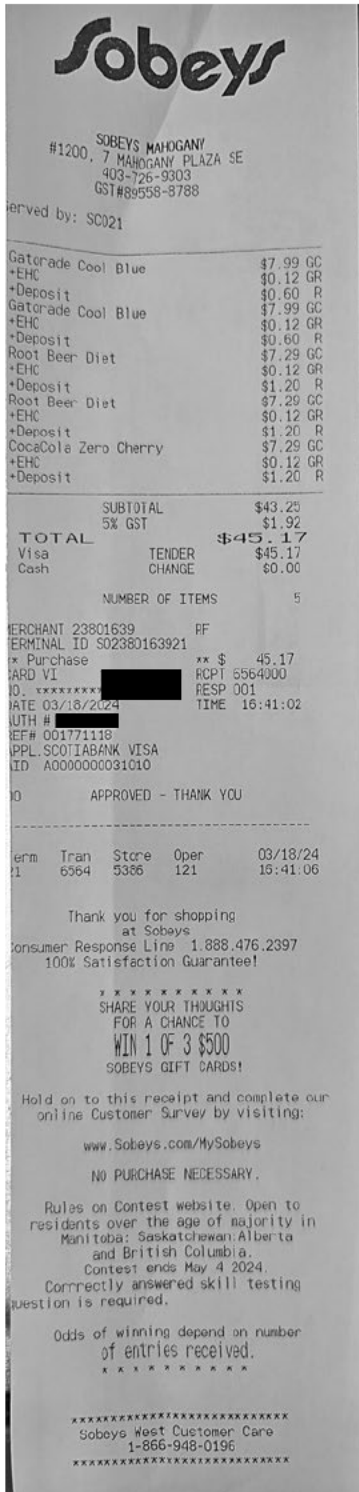 Sobeys
SOBEYS MAHOGANY
#1200, 7 MAHOGANY PLAZA SE
403-726-9303
GST#89558-8788
erved by: SC021
Gatorade Cool Blue $7.99 GC
+EHC $0.12 GR
+Deposit $0.60 R
Gatorade Cool Blue $7.99 GC
+EHC $0.12 GR
+Deposit $0.60 R
Root Beer Diet $7.29 GC
+EHC $0.12 GR
+Deposit $1.20 R
Root Beer Diet $7.29 GC
+EHC $0.12 GR
+Deposit $1.20 R
CocaCola Zero Cherry $7.29 GC
+EHC $0.12 GR
+Deposit $1.20 R
SUBTOTAL $43.25
5% GST $1.92
TOTAL $45.17
Visa TENDER $45.17
Cash CHANGE $0.00
NUMBER OF ITEMS 5
MERCHANT 23801639 RF
TERMINAL ID S02380163921
** Purchase ** $ 45.17
CARD VI RCPT 6564000
NO. ********* RESP 001
DATE 03/18/2024 TIME 16:41:02
AUTH #
REF# 001771118
APPL.SCOTIABANK VISA
AID A0000000031010
00 APPROVED - THANK YOU
erm Tran Store Oper 03/18/24
21 6564 5386 121 16:41:06
Thank you for shopping
at Sobeys
Consumer Response Line 1.888.476.2397
100% Satisfaction Guarantee!
* * * * * * * * * *
SHARE YOUR THOUGHTS
FOR A CHANCE TO
WIN 1 OF 3 $500
SOBEYS GIFT CARDS!
Hold on to this receipt and complete our
online Customer Survey by visiting:
www.Sobeys.com/MySobeys
NO PURCHASE NECESSARY.
Rules on Contest website. Open to
residents over the age of majority in
Manitoba: Saskatchewan:Alberta
and British Columbia.
Contest ends May 4 2024.
Corrrectly answered skill testing
question is required.
Odds of winning depend on number
of entries received.
* * * * * * * * * *
****************************
Sobeys West Customer Care
1-866-948-0196
****************************